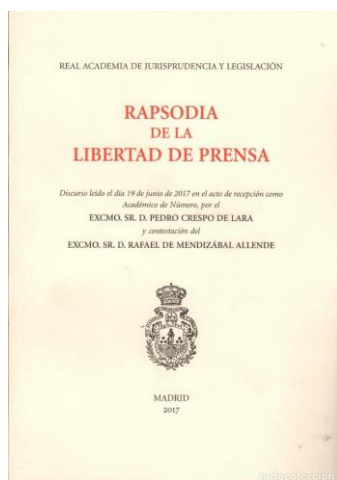 REAL ACADEMIA DE JURISPRUDENCIA Y LEGISLACIÓN
RAPSODIA
DE LA
LIBERTAD DE PRENSA
Discurso leído el día 19 de junio de 2017 en el acto de recepción como
Académico de Número, por el
EXCMO. SR. D. PEDRO CRESPO DE LARA
y contestación del
EXCMO. SR. D. RAFAEL DE MENDIZÁBAL ALLENDE
MADRID
2017
todocoleccion